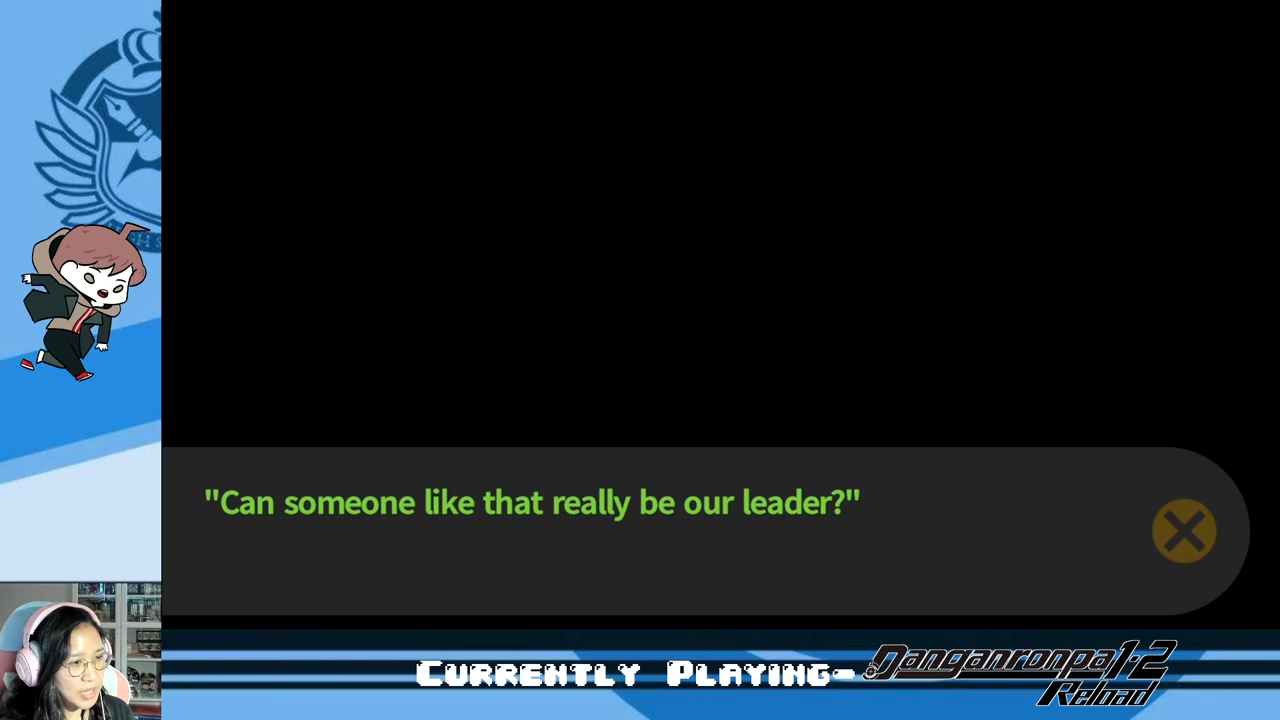 "Can someone like that really be our leader?"
Currently Playing-
Danganronpa 1·2
Reload